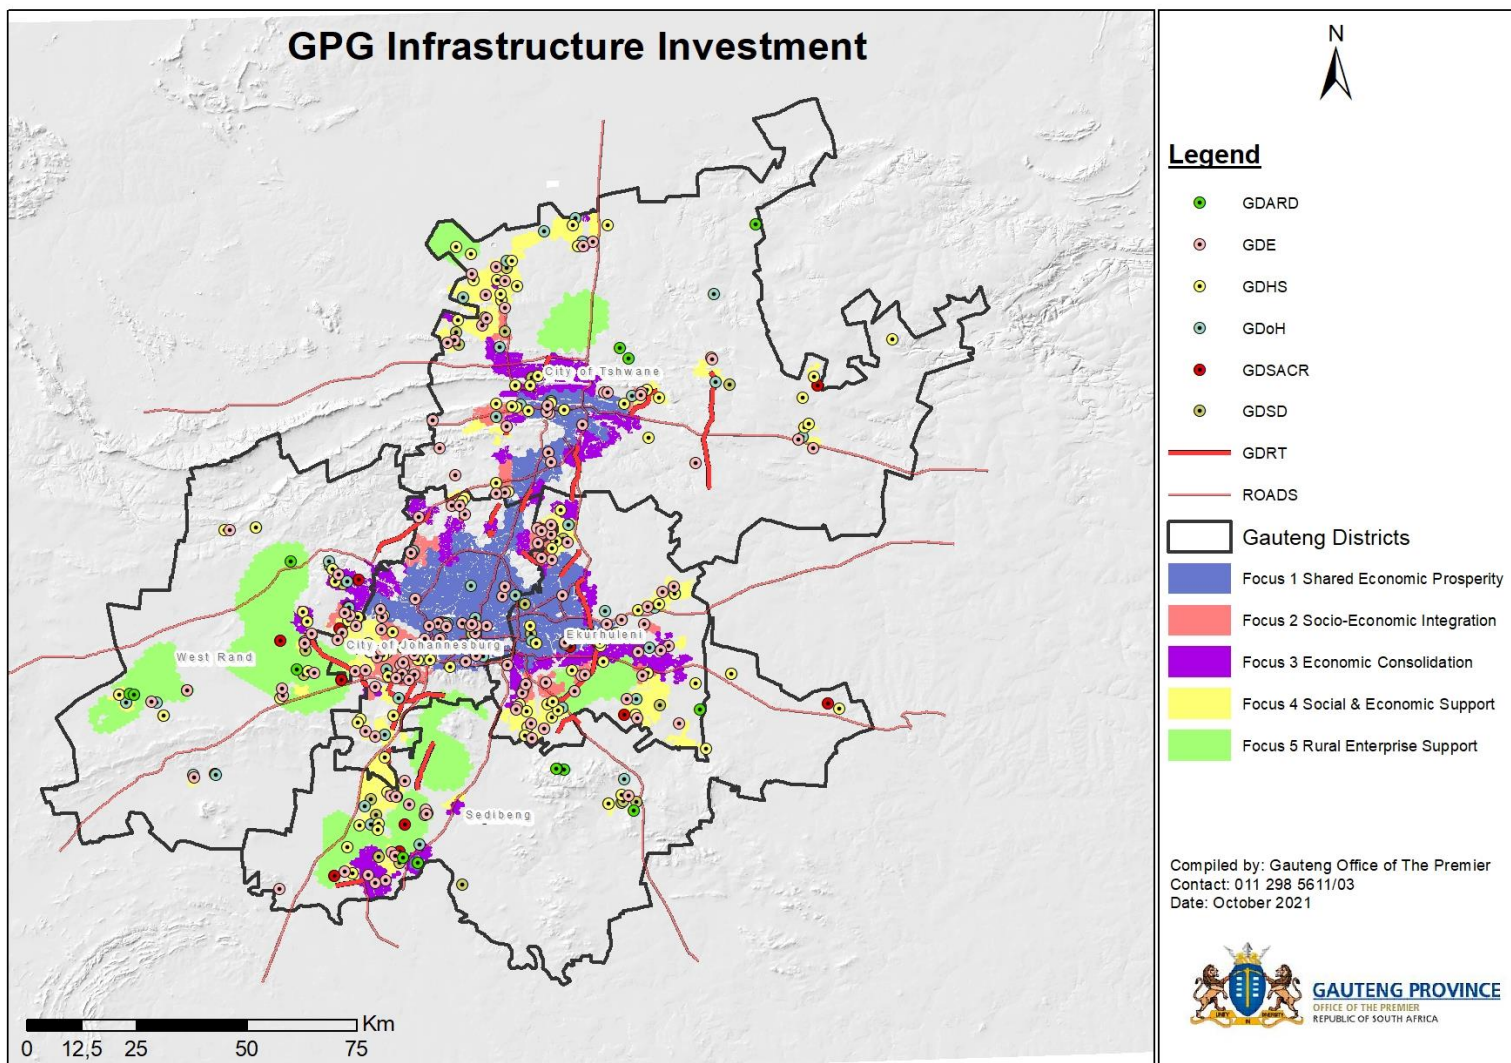 GPG Infrastructure Investment
City of Tshwane
Ekurhuleni
City of Johannesburg
West Rand
Sedibeng
Km
0 12,5 25 50 75
N
Legend
GDARD
GDE
GDHS
GDoH
GDSACR
GDSD
GDRT
ROADS
Gauteng Districts
Focus 1 Shared Economic Prosperity
Focus 2 Socio-Economic Integration
Focus 3 Economic Consolidation
Focus 4 Social & Economic Support
Focus 5 Rural Enterprise Support
Compiled by: Gauteng Office of The Premier
Contact: 011 298 5611/03
Date: October 2021
UNITY IN DIVERSITY
GAUTENG PROVINCE
OFFICE OF THE PREMIER
REPUBLIC OF SOUTH AFRICA